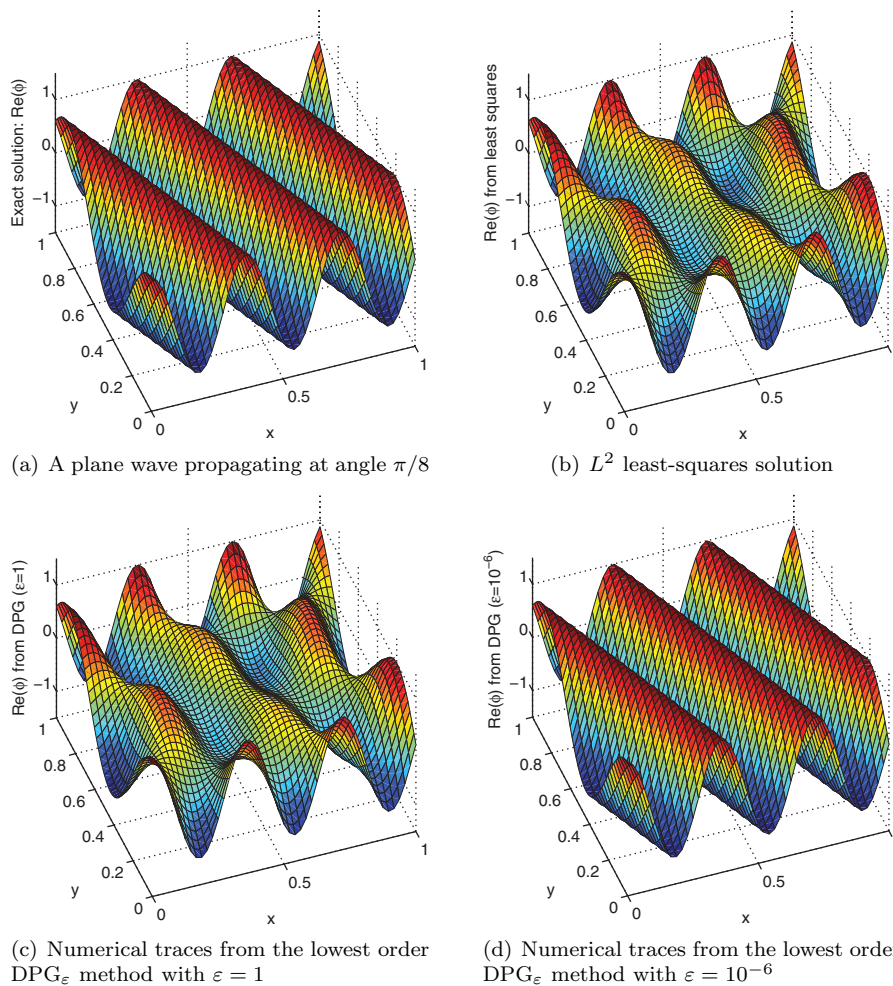 Exact solution: Re(ϕ)
1
0
−1
1
0.8
0.6
0.4
0.2
0
y
0
0.5
1
x
(a) A plane wave propagating at angle π/8
Re(ϕ) from least squares
1
0
−1
1
0.8
0.6
0.4
0.2
0
y
0
0.5
x
(b) L² least-squares solution
Re(ϕ) from DPG (ε=1)
1
0
−1
1
0.8
0.6
0.4
0.2
0
y
0
0.5
1
x
(c) Numerical traces from the lowest order
DPGε method with ε = 1
Re(ϕ) from DPG (ε=10⁻⁶)
1
0
−1
1
0.8
0.6
0.4
0.2
0
y
0
0.5
x
(d) Numerical traces from the lowest orde
DPGε method with ε = 10⁻⁶